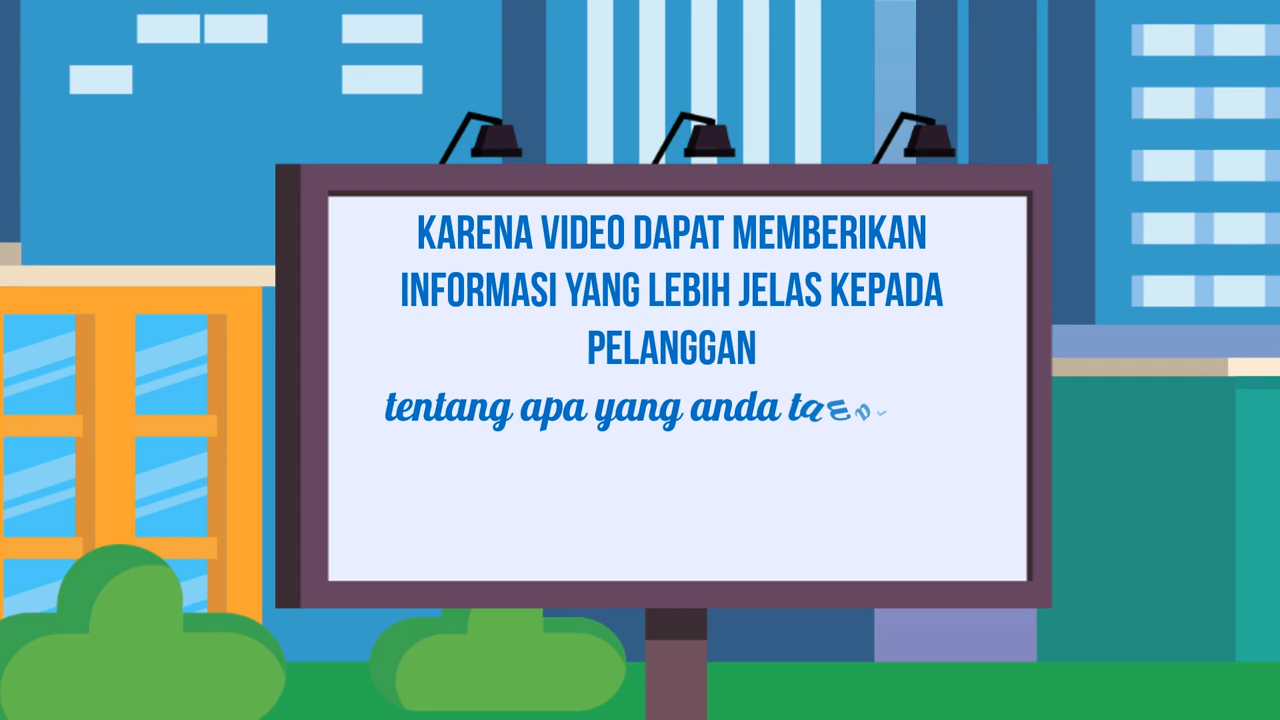 KARENA VIDEO DAPAT MEMBERIKAN
INFORMASI YANG LEBIH JELAS KEPADA
PELANGGAN
tentang apa yang anda